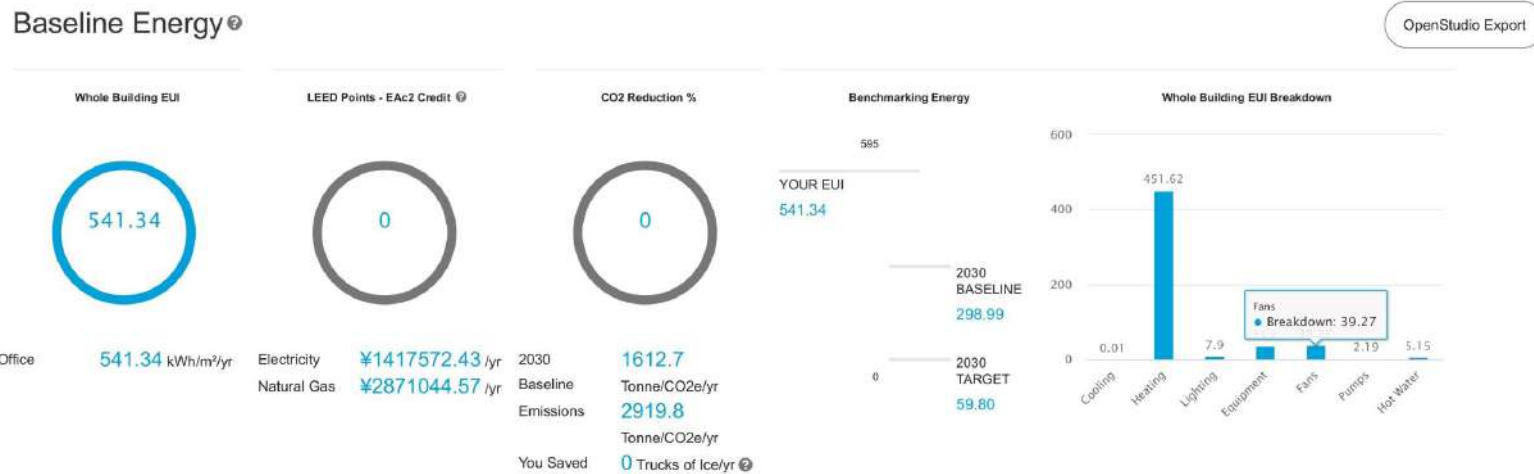 Baseline Energy
OpenStudio Export
Whole Building EUI
541.34
Office 541.34 kWh/m²/yr
LEED Points - EAc2 Credit
0
Electricity ¥1417572.43 /yr
Natural Gas ¥2871044.57 /yr
CO2 Reduction %
0
2030 1612.7
Baseline Tonne/CO2e/yr
Emissions 2919.8
Tonne/CO2e/yr
You Saved 0 Trucks of Ice/yr
Benchmarking Energy
595
YOUR EUI
541.34
2030
BASELINE
298.99
0
2030
TARGET
59.80
Whole Building EUI Breakdown
600
400
200
0
0.01
451.62
7.9
Fans
Breakdown: 39.27
2.19
5.15
Cooling
Heating
Lighting
Equipment
Fans
Pumps
Hot Water